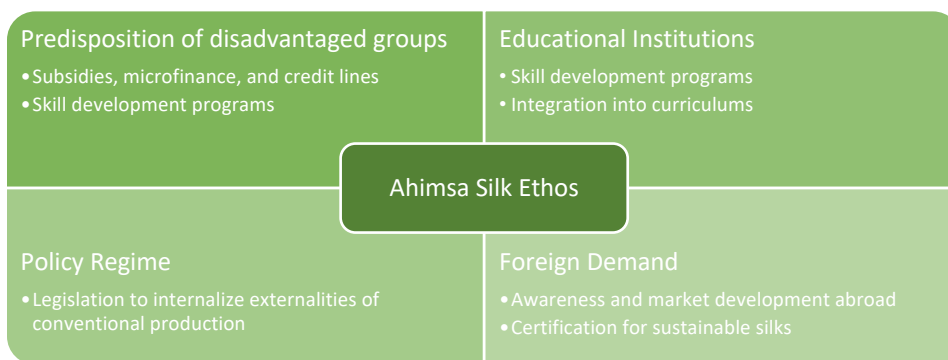 Predisposition of disadvantaged groups
•Subsidies, microfinance, and credit lines
•Skill development programs
Educational Institutions
• Skill development programs
• Integration into curriculums
Ahimsa Silk Ethos
Policy Regime
•Legislation to internalize externalities of
conventional production
Foreign Demand
•Awareness and market development abroad
•Certification for sustainable silks